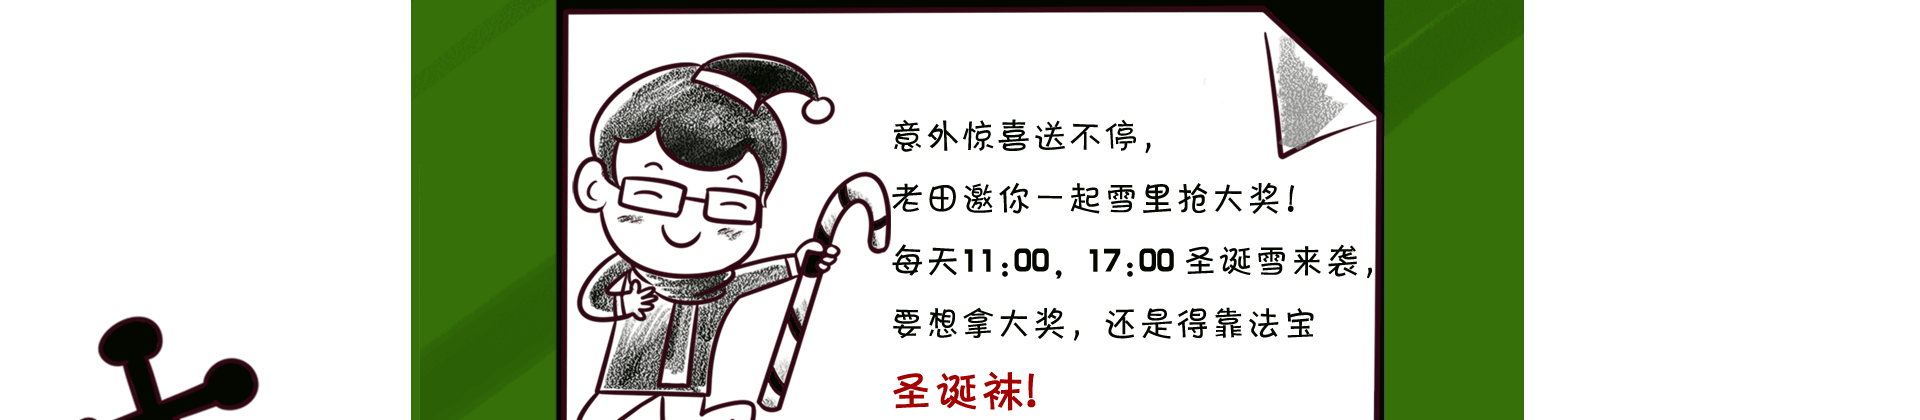 意外惊喜送不停，
老田邀你一起雪里抢大奖！
每天11:00，17:00 圣诞雪来袭，
要想拿大奖，还是得靠法宝
圣诞袜！